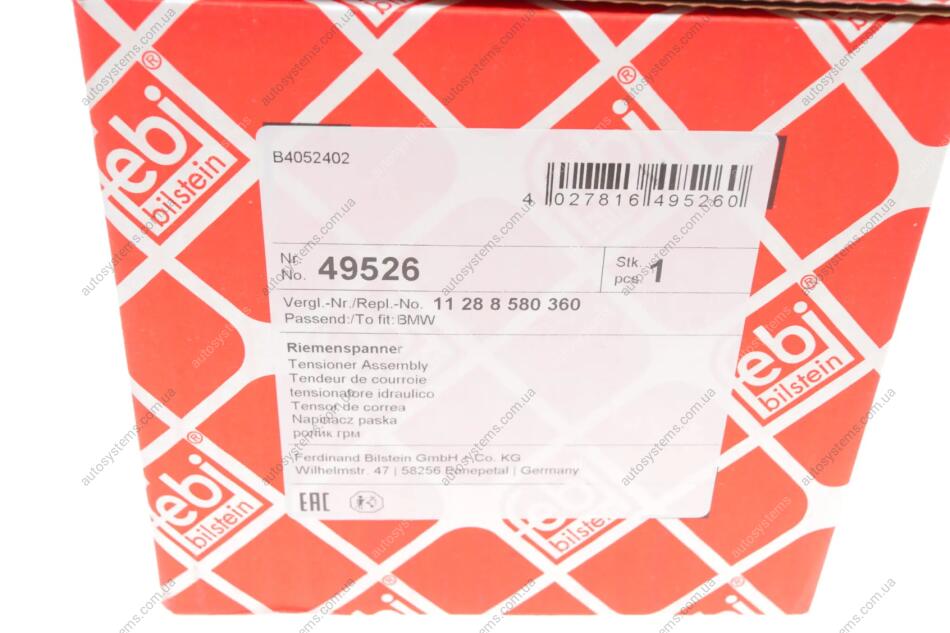 febi
bilstein
®
B4052402
4 027816 495260
Nr.
No. 49526
Stk.
pcs. 1
Vergl.-Nr./Repl.-No. 11 28 8 580 360
Passend:/To fit: BMW
Riemenspanner
Tensioner Assembly
Tendeur de courroie
tensionatore idraulico
Tensor de correa
Napinacz paska
ролик грм
Ferdinand Bilstein GmbH + Co. KG
Wilhelmstr. 47 | 58256 Ennepetal | Germany
EAC
febi
bilstein
®
febi
bilstein
®
febi
bilstein
autosystems.com.ua